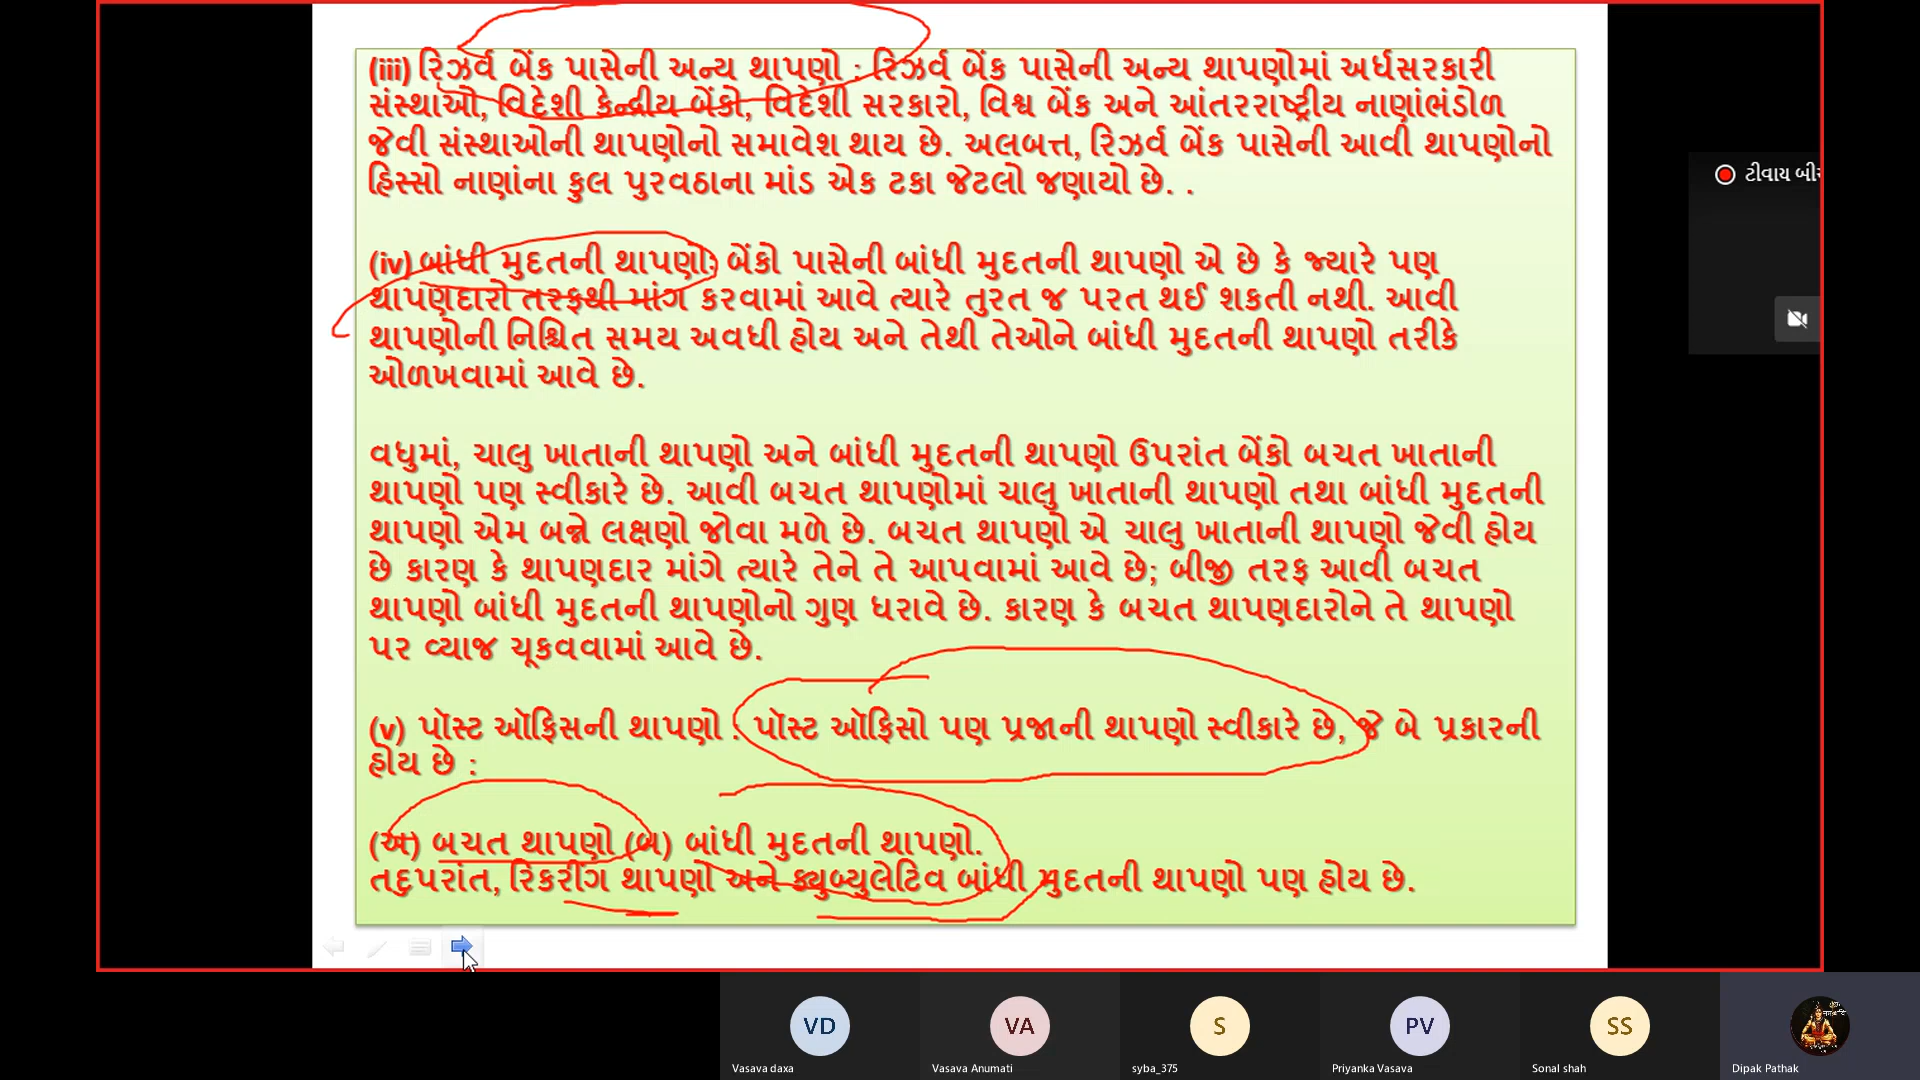 (iii) રિઝર્વ બેંક પાસેની અન્ય થાપણો : રિઝર્વ બેંક પાસેની અન્ય થાપણોમાં અર્ધસરકારી
સંસ્થાઓ, વિદેશી કેન્દ્રીય બેંકો, વિદેશી સરકારો, વિશ્વ બેંક અને આંતરરાષ્ટ્રીય નાણાંભંડોળ
જેવી સંસ્થાઓની થાપણોનો સમાવેશ થાય છે. અલબત્ત, રિઝર્વ બેંક પાસેની આવી થાપણોનો
હિસ્સો નાણાંના કુલ પુરવઠાના માંડ એક ટકા જેટલો જણાયો છે. .
(iv) બાંધી મુદતની થાપણો: બેંકો પાસેની બાંધી મુદતની થાપણો એ છે કે જ્યારે પણ
થાપણદારો તરફથી માંગ કરવામાં આવે ત્યારે તુરત જ પરત થઈ શકતી નથી. આવી
થાપણોની નિશ્ચિત સમય અવધી હોય અને તેથી તેઓને બાંધી મુદતની થાપણો તરીકે
ઓળખવામાં આવે છે.
વધુમાં, ચાલુ ખાતાની થાપણો અને બાંધી મુદતની થાપણો ઉપરાંત બેંકો બચત ખાતાની
થાપણો પણ સ્વીકારે છે. આવી બચત થાપણોમાં ચાલુ ખાતાની થાપણો તથા બાંધી મુદતની
થાપણો એમ બન્ને લક્ષણો જોવા મળે છે. બચત થાપણો એ ચાલુ ખાતાની થાપણો જેવી હોય
છે કારણ કે થાપણદાર માંગે ત્યારે તેને તે આપવામાં આવે છે; બીજી તરફ આવી બચત
થાપણો બાંધી મુદતની થાપણોનો ગુણ ધરાવે છે. કારણ કે બચત થાપણદારોને તે થાપણો
પર વ્યાજ ચૂકવવામાં આવે છે.
(v) પૉસ્ટ ઑફિસની થાપણો : પૉસ્ટ ઑફિસો પણ પ્રજાની થાપણો સ્વીકારે છે, જે બે પ્રકારની
હોય છે :
(અ) બચત થાપણો (બ) બાંધી મુદતની થાપણો.
તદુપરાંત, રિકરીંગ થાપણો અને ક્યુબ્યુલેટિવ બાંધી મુદતની થાપણો પણ હોય છે.
ટીવાય બી
VD
VA
S
PV
SS
Vasava daxa
Vasava Anumati
syba_375
Priyanka Vasava
Sonal shah
Dipak Pathak